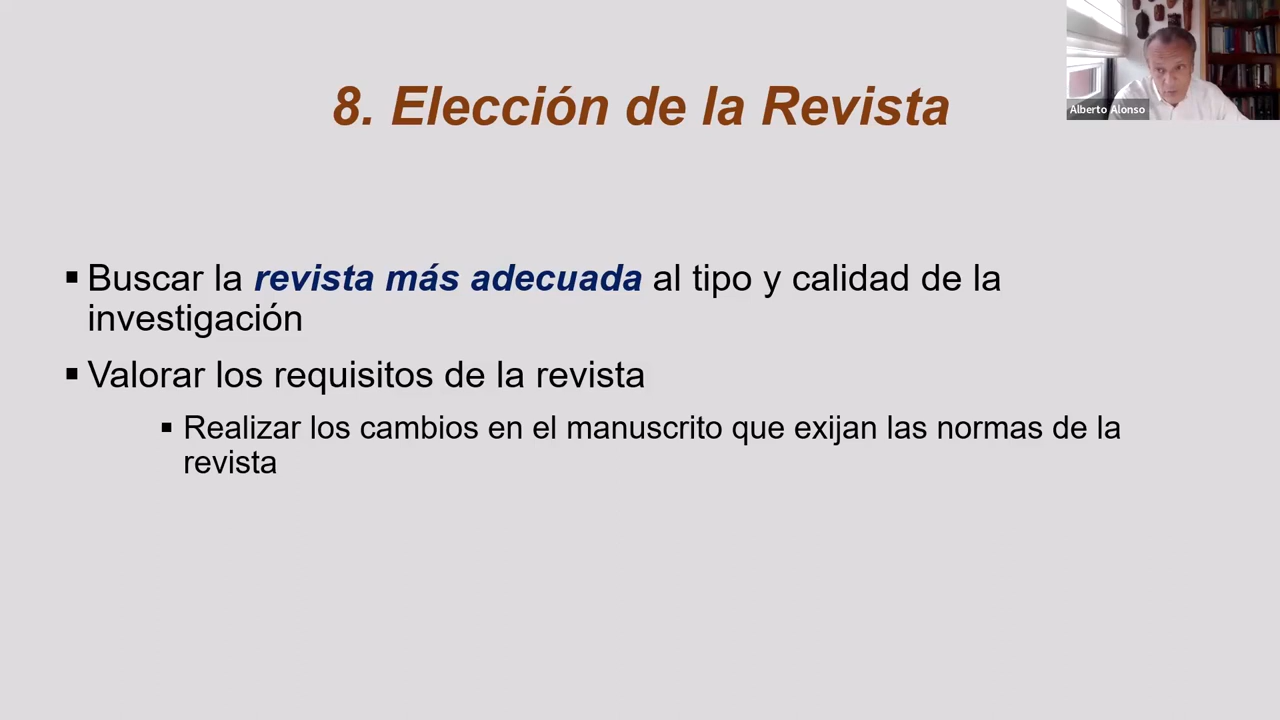 8. Elección de la Revista
Alberto Alonso
▪ Buscar la revista más adecuada al tipo y calidad de la
investigación
▪ Valorar los requisitos de la revista
▪ Realizar los cambios en el manuscrito que exijan las normas de la
revista